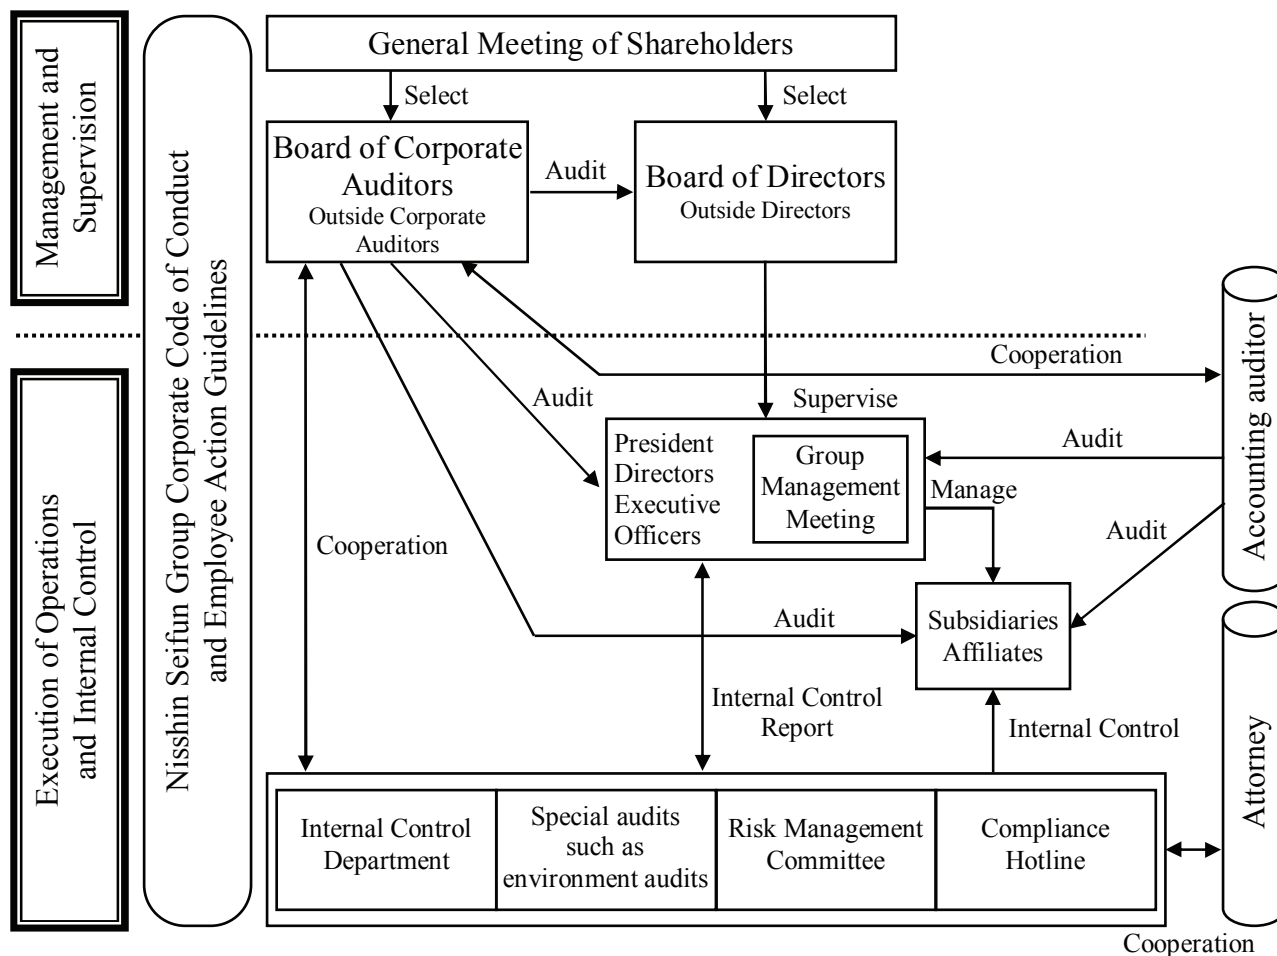 Management and
Supervision
Execution of Operations
and Internal Control
Nisshin Seifun Group Corporate Code of Conduct
and Employee Action Guidelines
General Meeting of Shareholders
Select
Select
Board of Corporate
Auditors
Outside Corporate
Auditors
Audit
Board of Directors
Outside Directors
Cooperation
Accounting auditor
Audit
Supervise
President
Directors
Executive
Officers
Group
Management
Meeting
Audit
Manage
Audit
Cooperation
Audit
Subsidiaries
Affiliates
Internal Control
Report
Internal Control
Attorney
Internal Control
Department
Special audits
such as
environment audits
Risk Management
Committee
Compliance
Hotline
Cooperation